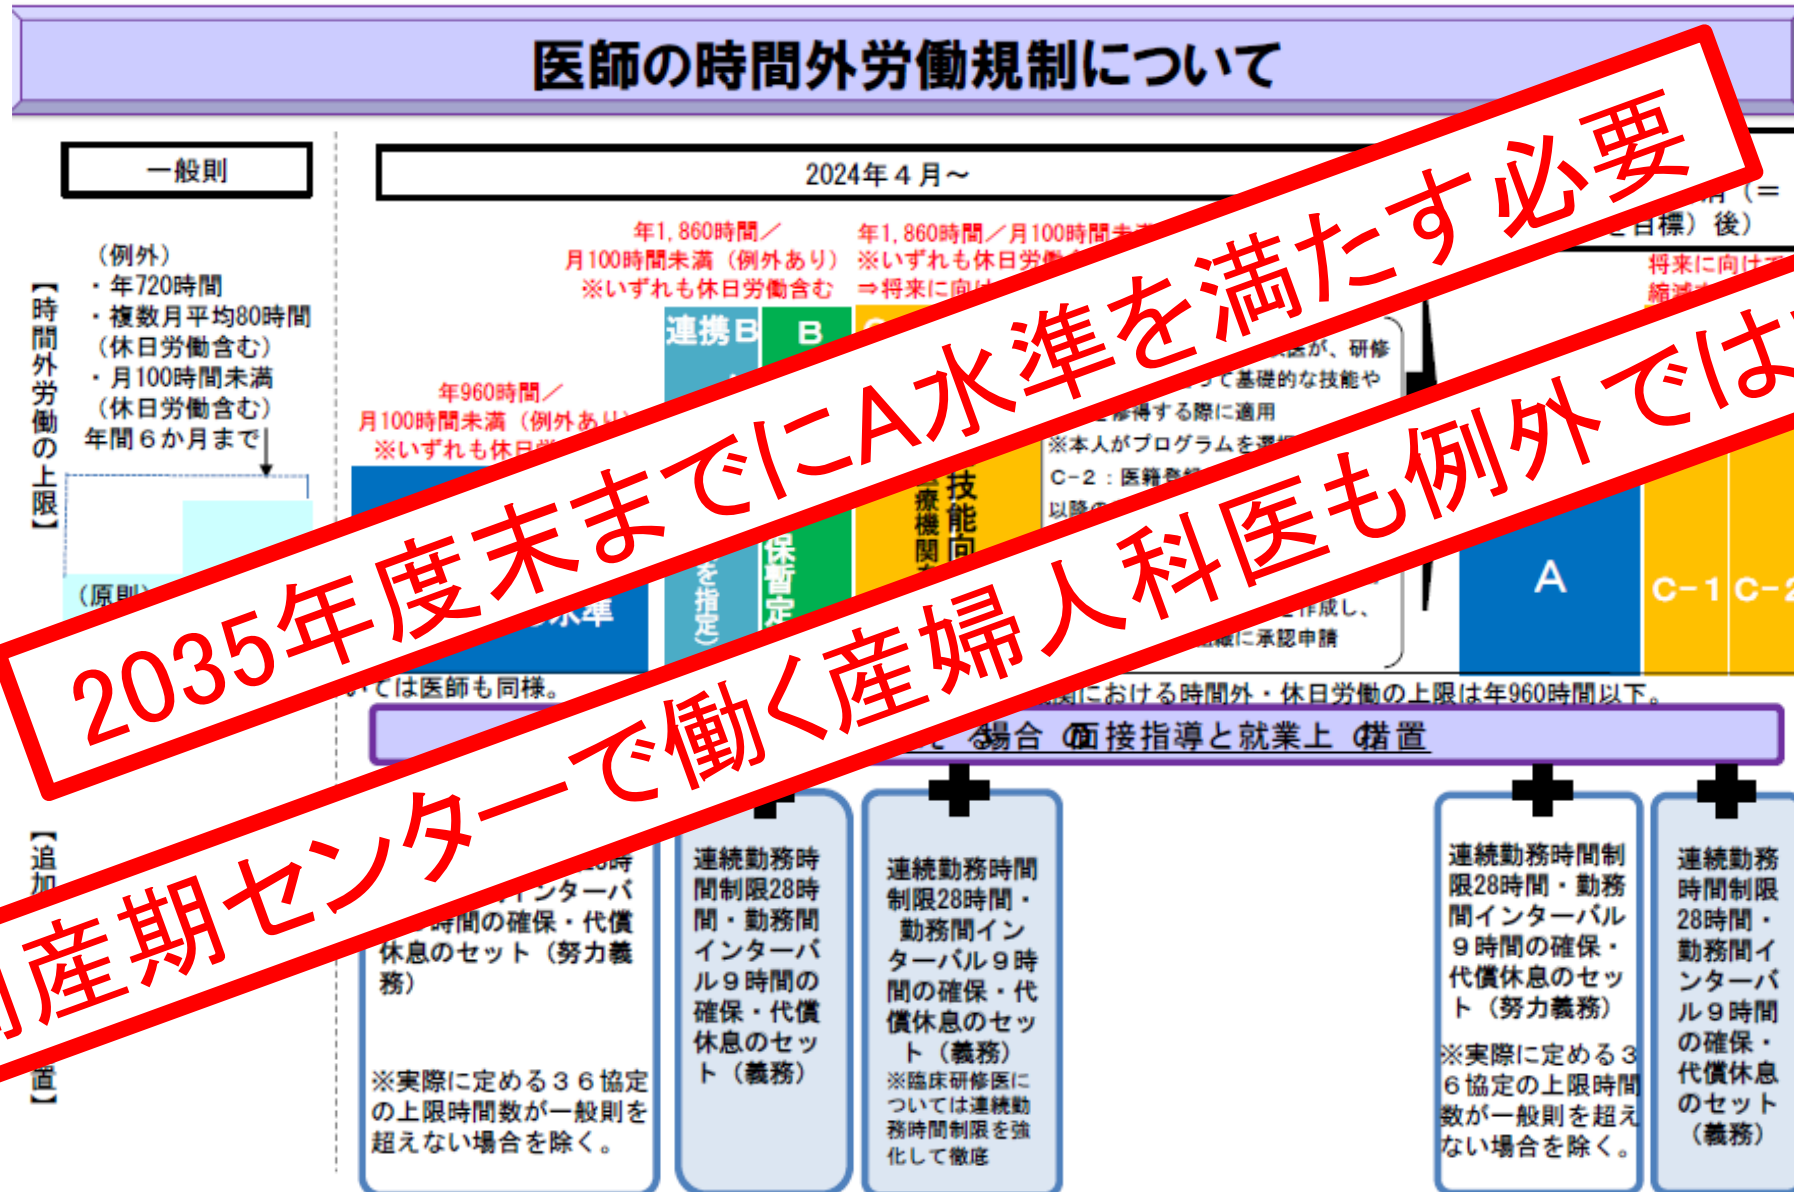 医師の時間外労働規制について
一般則
2024年４月～
（＝
目標）後）
【時間外労働の上限】
（例外）
・年720時間
・複数月平均80時間
（休日労働含む）
・月100時間未満
（休日労働含む）
年間６か月まで
（原則）
年960時間／
月100時間未満（例外あり）
※いずれも休日労
年1,860時間／
月100時間未満（例外あり）
※いずれも休日労働含む
年1,860時間／月100時間未満
※いずれも休日労働
⇒将来に向け
将来に向けて
縮減
連携Ｂ
Ｂ
を指定）
保暫定
技能向
療機関
水準
医が、研修
って基礎的な技能や
修得する際に適用
※本人がプログラムを選択
Ｃ-２：医籍登録
以降の
作成し、
に承認申請
Ａ
Ｃ-１
Ｃ-２
2035年度末までにA水準を満たす必要
産期センターで働く産婦人科医も例外では
いては医師も同様。
関における時間外・休日労働の上限は年960時間以下。
場合の面接指導と就業上の措置
【追加
置】
時
インターバ
時間の確保・代償
休息のセット（努力義
務）
※実際に定める３６協定
の上限時間数が一般則を
超えない場合を除く。
連続勤務時
間制限28時
間・勤務間
インターバ
ル９時間の
確保・代償
休息のセッ
ト（義務）
連続勤務時間
制限28時間・
勤務間イン
ターバル９時
間の確保・代
償休息のセッ
ト（義務）
※臨床研修医に
ついては連続勤
務時間制限を強
化して徹底
連続勤務時間制
限28時間・勤務
間インターバル
９時間の確保・
代償休息のセッ
ト（努力義務）
※実際に定める３
６協定の上限時間
数が一般則を超え
ない場合を除く。
連続勤務
時間制限
28時間・
勤務間イ
ンターバ
ル９時間
の確保・
代償休息
のセット
（義務）